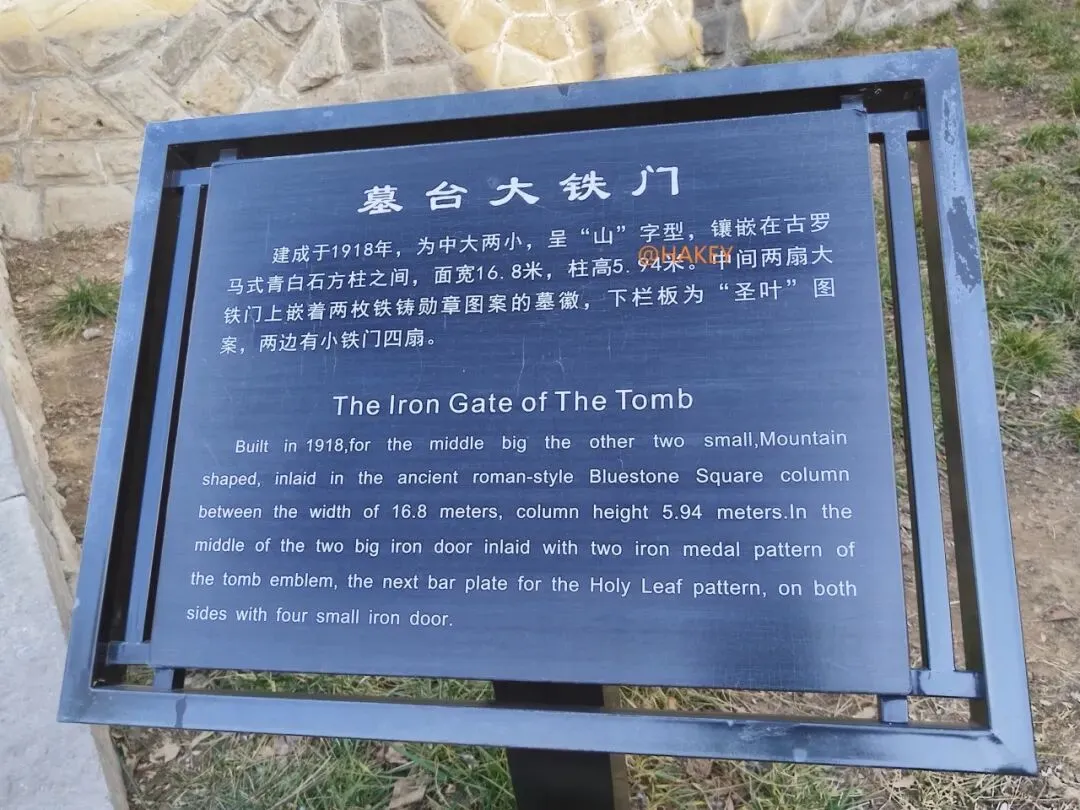 墓台大铁门
建成于1918年，为中大两小，呈“山”字型，镶嵌在古罗
马式青白石方柱之间，面宽16.8米，柱高5.94米。中间两扇大
铁门上嵌着两枚铁铸勋章图案的墓徽，下栏板为“圣叶”图
案，两边有小铁门四扇。
@HAKEY
The Iron Gate of The Tomb
Built in 1918,for the middle big the other two small,Mountain
shaped, inlaid in the ancient roman-style Bluestone Square column
between the width of 16.8 meters, column height 5.94 meters.In the
middle of the two big iron door inlaid with two iron medal pattern of
the tomb emblem, the next bar plate for the Holy Leaf pattern, on both
sides with four small iron door.